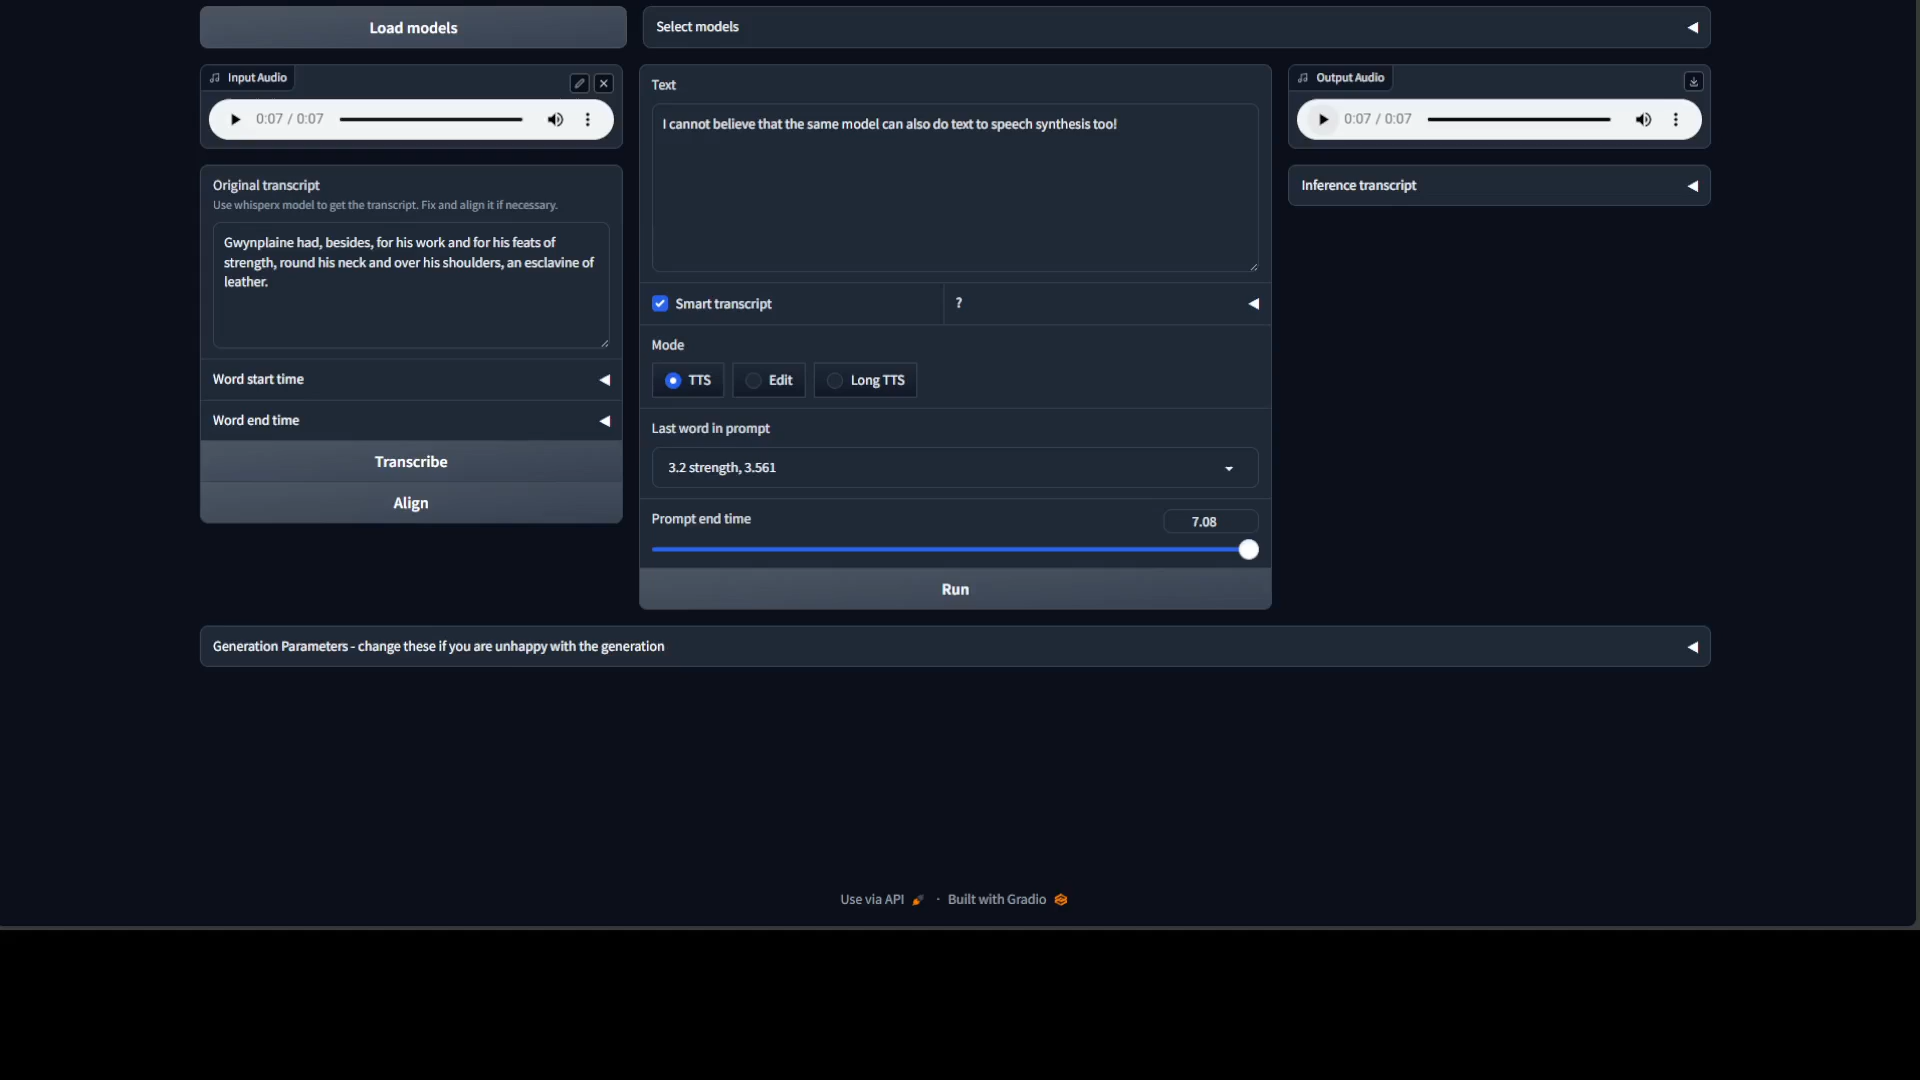 Load models
Select models
Input Audio
0:07 / 0:07
Original transcript
Use whisperx model to get the transcript. Fix and align it if necessary.
Gwynplaine had, besides, for his work and for his feats of
strength, round his neck and over his shoulders, an esclavine of
leather.
Word start time
Word end time
Transcribe
Align
Text
I cannot believe that the same model can also do text to speech synthesis too!
Smart transcript
?
Mode
TTS
Edit
Long TTS
Last word in prompt
3.2 strength, 3.561
Prompt end time
7.08
Run
Output Audio
0:07 / 0:07
Inference transcript
Generation Parameters - change these if you are unhappy with the generation
Use via API · Built with Gradio